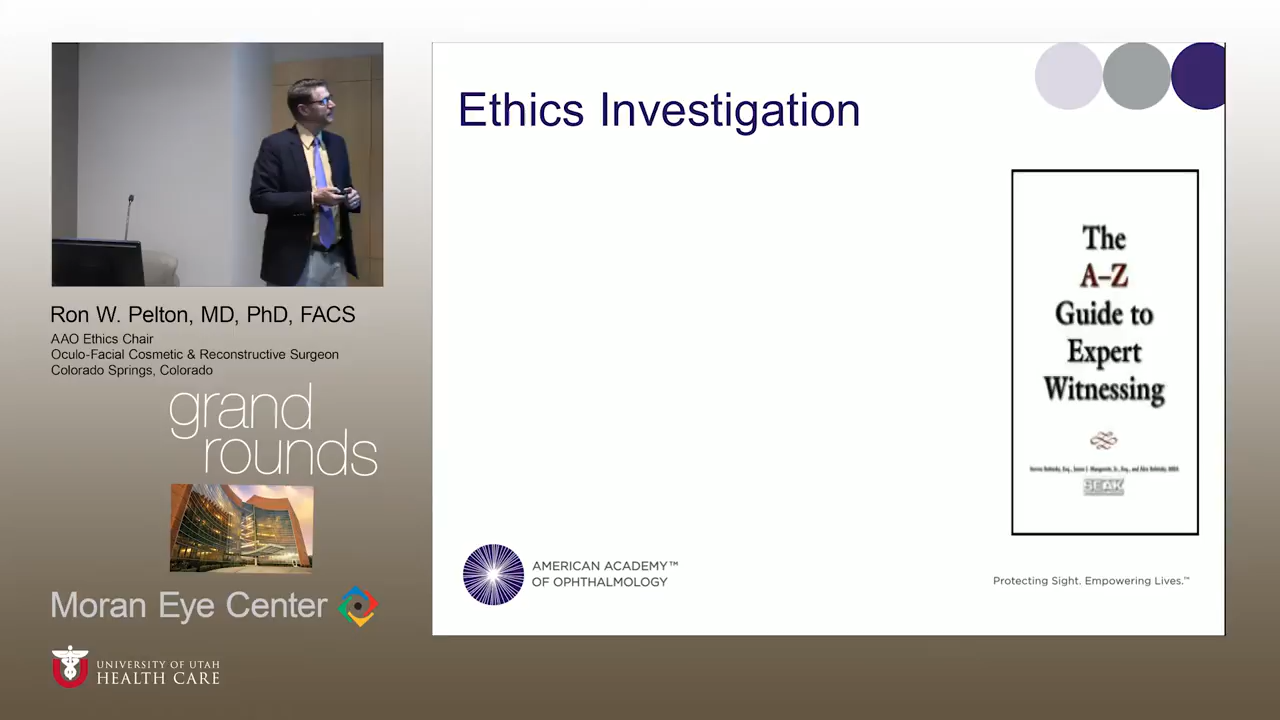 Ethics Investigation
The
A–Z
Guide to
Expert
Witnessing
SEAK
AMERICAN ACADEMY™
OF OPHTHALMOLOGY
Protecting Sight. Empowering Lives.™
Ron W. Pelton, MD, PhD, FACS
AAO Ethics Chair
Oculo-Facial Cosmetic & Reconstructive Surgeon
Colorado Springs, Colorado
grand
rounds
Moran Eye Center
UNIVERSITY OF UTAH
HEALTH CARE